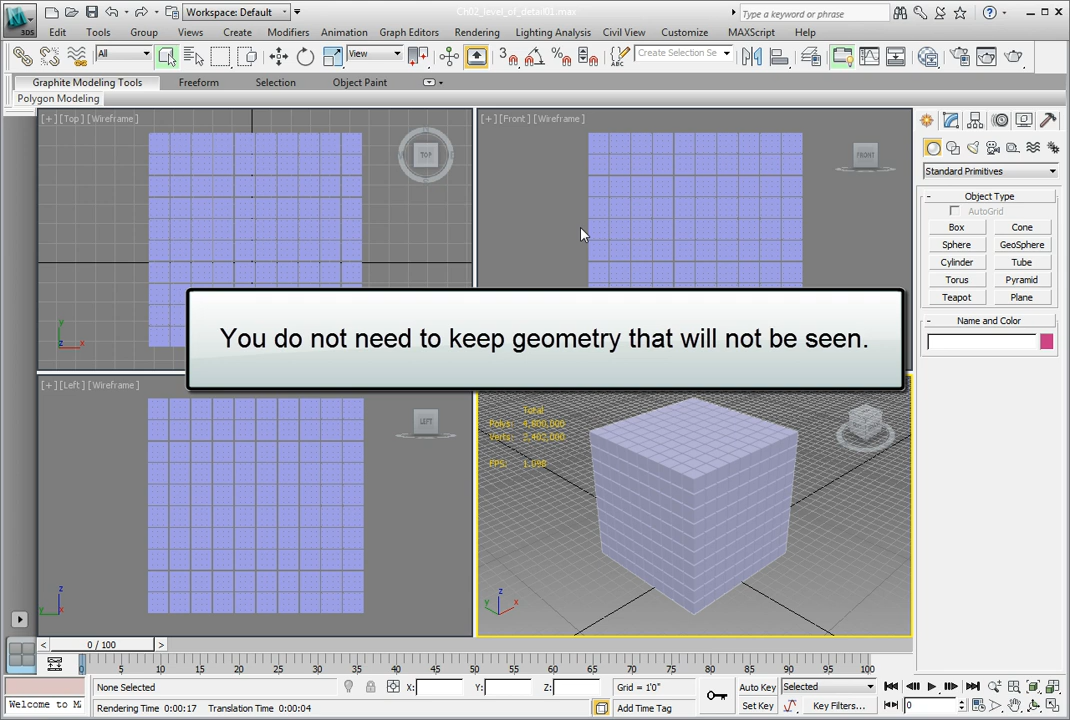 Workspace: Default
Ch02_level_of_detail01.max
Type a keyword or phrase
3DS
Edit Tools Group Views Create Modifiers Animation Graph Editors Rendering Lighting Analysis Civil View Customize MAXScript Help
All
View
Create Selection Se
Graphite Modeling Tools Freeform Selection Object Paint
Polygon Modeling
[+] [Top] [Wireframe]
TOP
[+] [Front] [Wireframe]
FRONT
Standard Primitives
Object Type
AutoGrid
Box Cone
Sphere GeoSphere
Cylinder Tube
Torus Pyramid
Teapot Plane
Name and Color
You do not need to keep geometry that will not be seen.
[+] [Left] [Wireframe]
LEFT
Total
Polys: 4,800,000
Verts: 2,402,000
FPS: 1.098
0 / 100
0 5 10 15 20 25 30 35 40 45 50 55 60 65 70 75 80 85 90 95 100
None Selected X: Y: Z: Grid = 1'0" Auto Key Selected
Welcome to M
Rendering Time 0:00:17 Translation Time 0:00:04 Add Time Tag Set Key Key Filters... 0